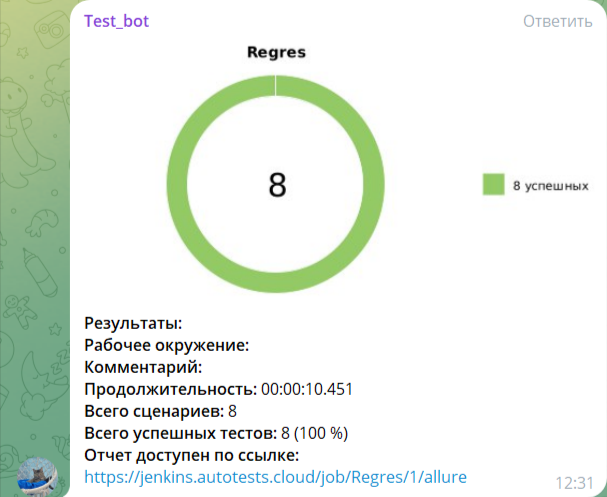 Test_bot
Ответить
Regres
8
8 успешных
Результаты:
Рабочее окружение:
Комментарий:
Продолжительность: 00:00:10.451
Всего сценариев: 8
Всего успешных тестов: 8 (100 %)
Отчет доступен по ссылке:
https://jenkins.autotests.cloud/job/Regres/1/allure
12:31